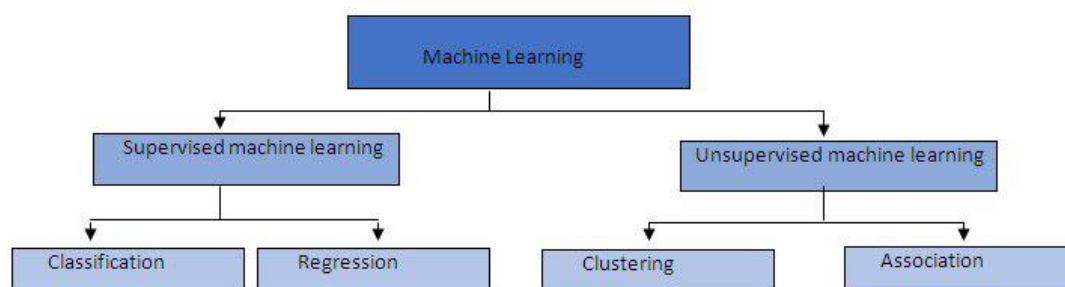 Machine Learning
Supervised machine learning
Unsupervised machine learning
Classification
Regression
Clustering
Association